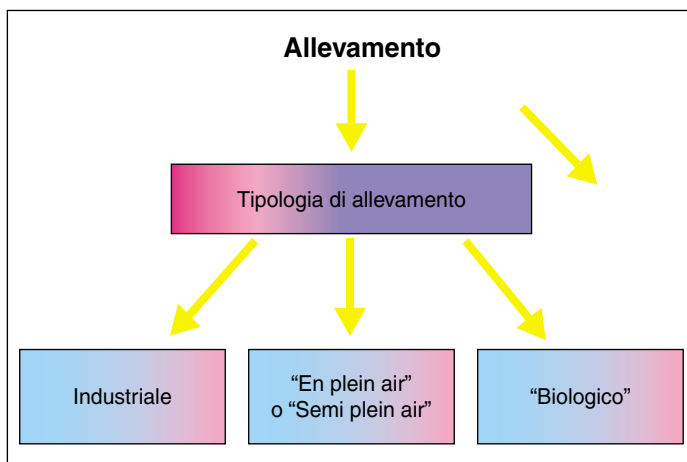 Allevamento
Tipologia di allevamento
Industriale
“En plein air”
o “Semi plein air”
“Biologico”